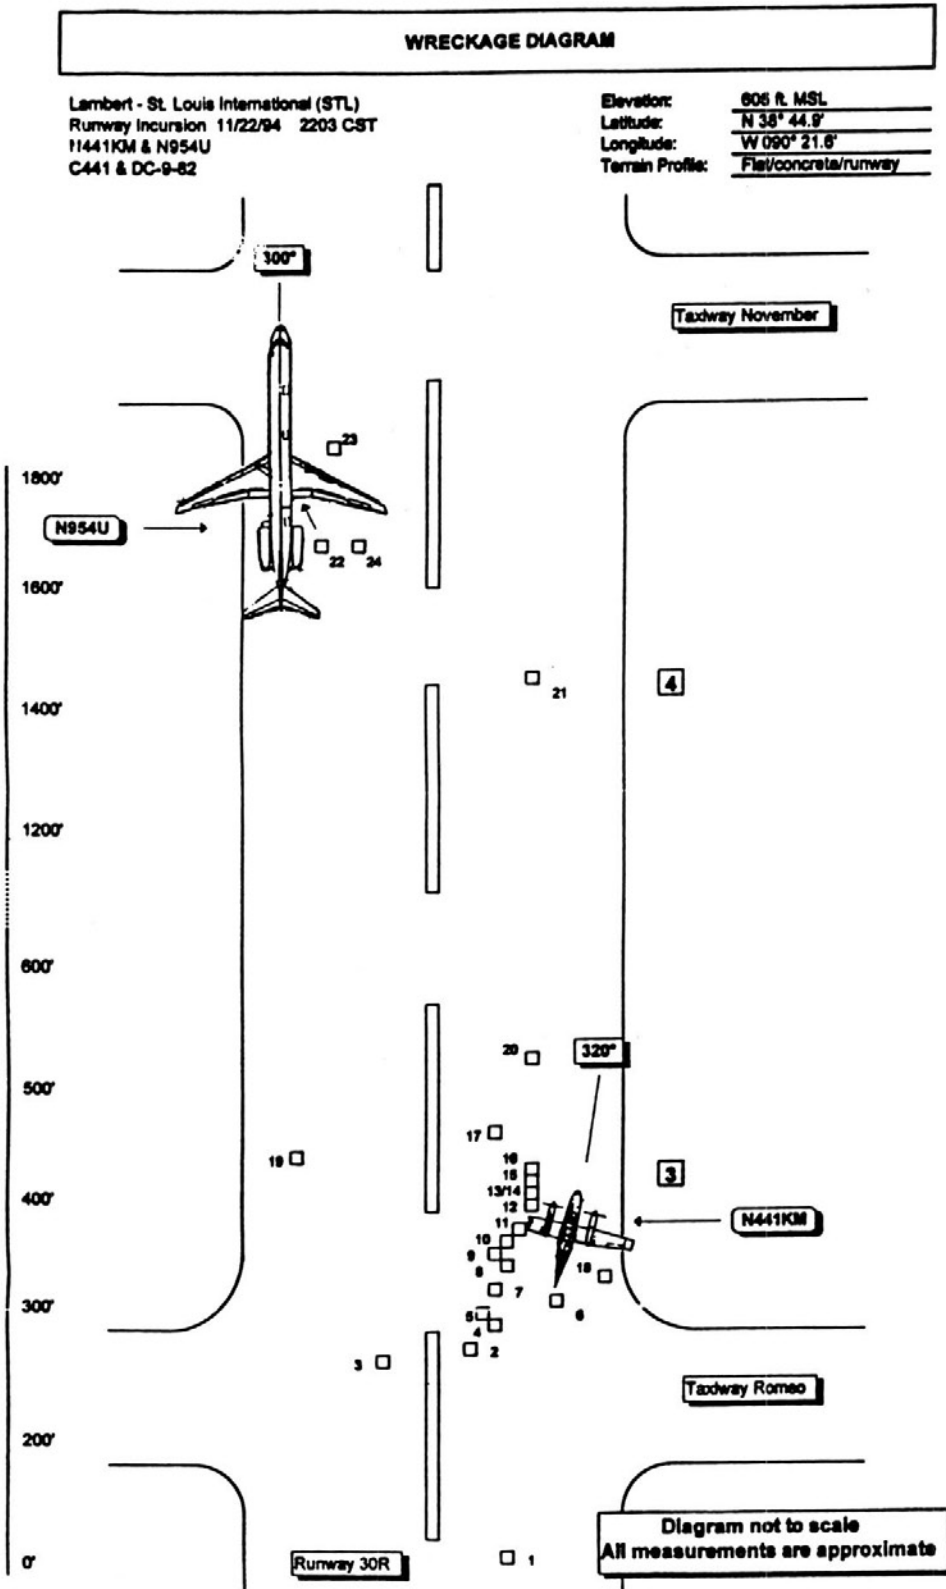 WRECKAGE DIAGRAM
Lambert - St. Louis International (STL)
Runway Incursion 11/22/94 2203 CST
N441KM & N954U
C441 & DC-9-82
Elevation: 605 ft. MSL
Latitude: N 38° 44.9'
Longitude: W 090° 21.6'
Terrain Profile: Flat/concrete/runway
300°
Taxiway November
23
1800'
N954U
22
24
1600'
21
4
1400'
1200'
600'
20
320°
500'
17
19
16
15
13/14
12
3
400'
11
N441KM
10
9
8
18
7
300'
6
5
4
2
3
Taxiway Romeo
200'
Diagram not to scale
All measurements are approximate
0'
Runway 30R
1